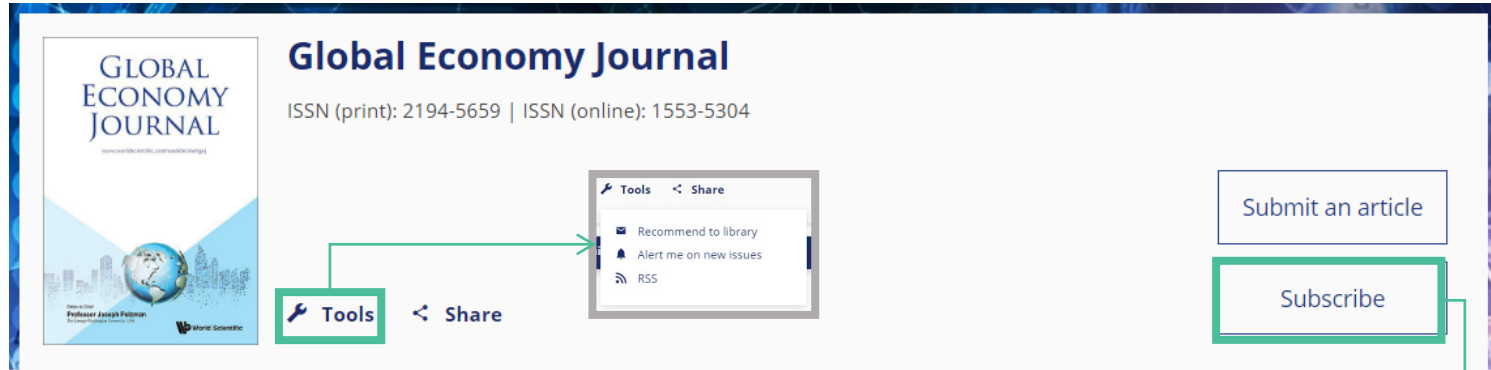 GLOBAL
ECONOMY
JOURNAL
Professor Joseph Pelzman
World Scientific
Global Economy Journal
ISSN (print): 2194-5659 | ISSN (online): 1553-5304
Tools Share
Recommend to library
Alert me on new issues
RSS
Tools Share
Submit an article
Subscribe